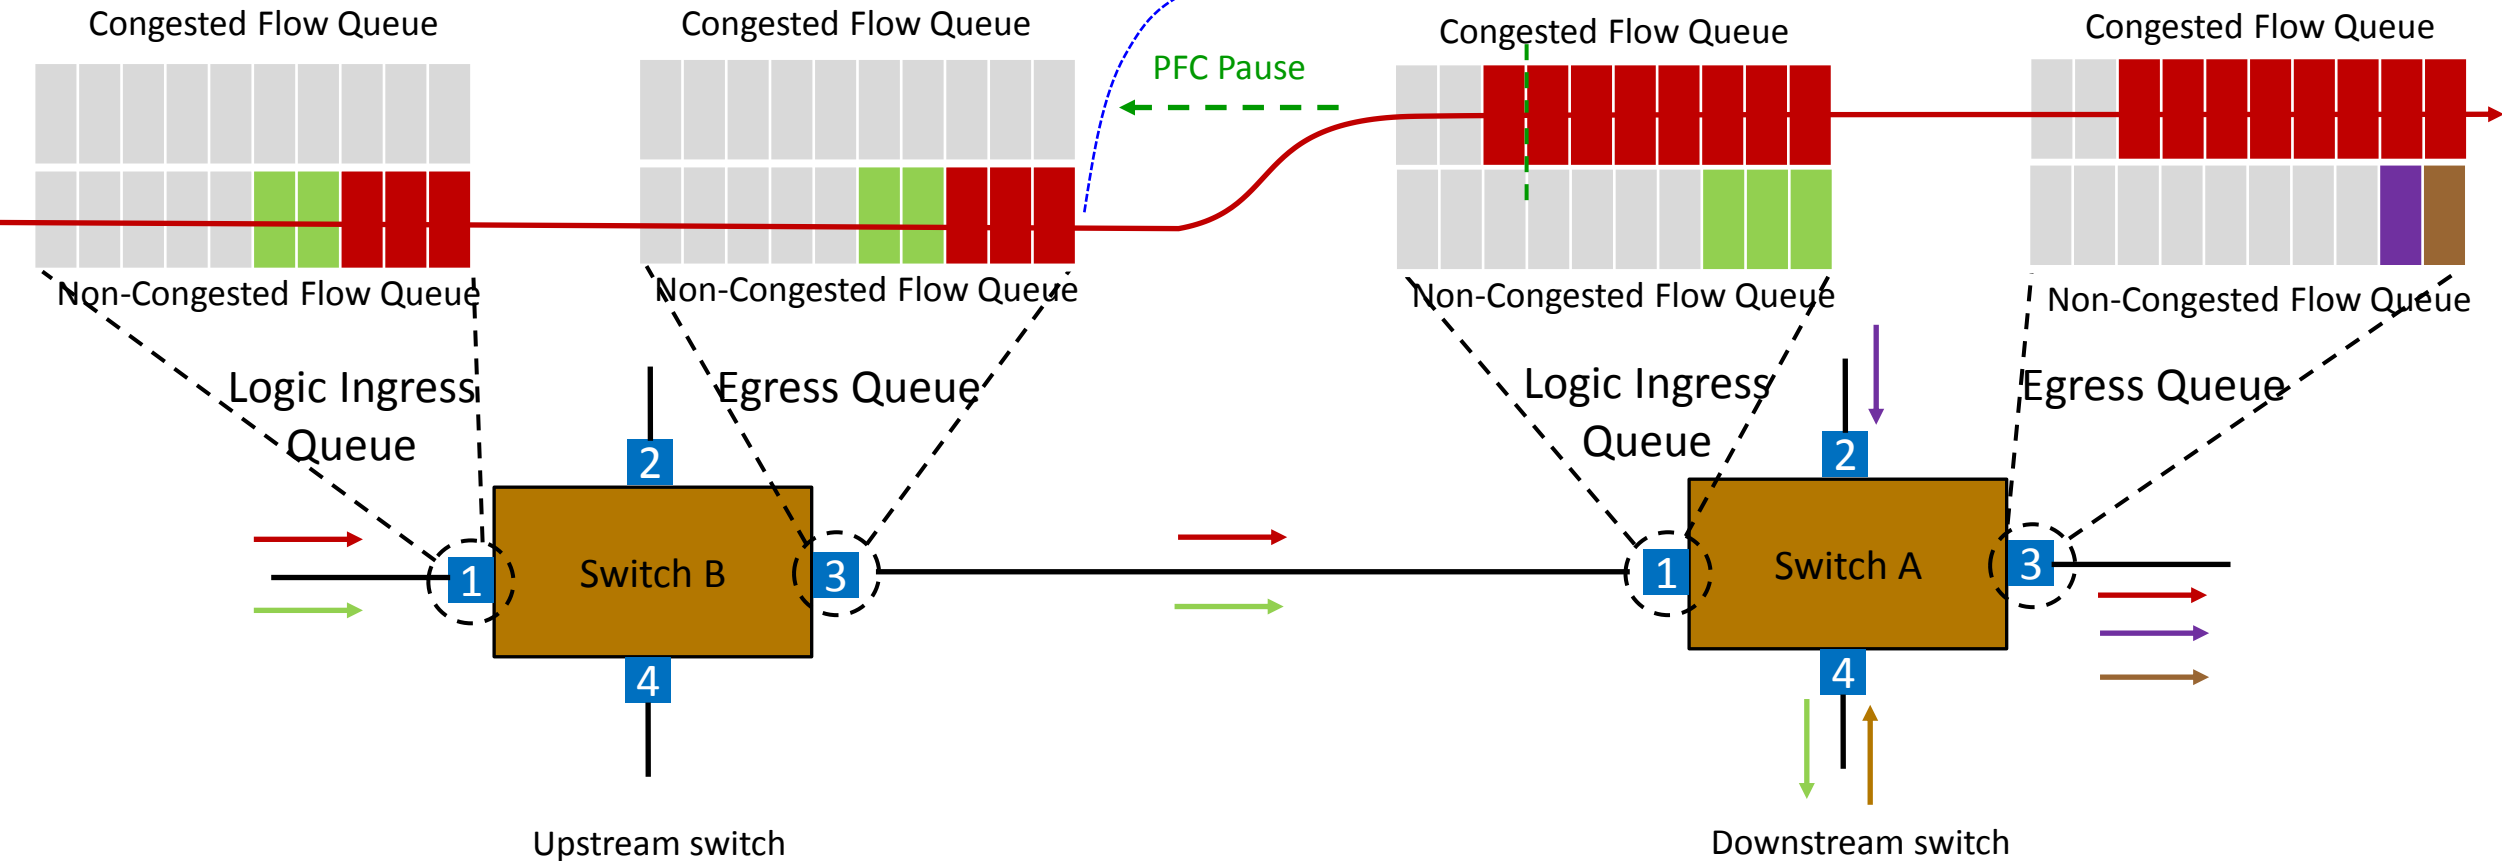 Congested Flow Queue
Congested Flow Queue
Congested Flow Queue
Congested Flow Queue
PFC Pause
Non-Congested Flow Queue
Non-Congested Flow Queue
Non-Congested Flow Queue
Non-Congested Flow Queue
Logic Ingress
Queue
Egress Queue
Logic Ingress
Queue
Egress Queue
2
1
Switch B
3
4
2
1
Switch A
3
4
Upstream switch
Downstream switch